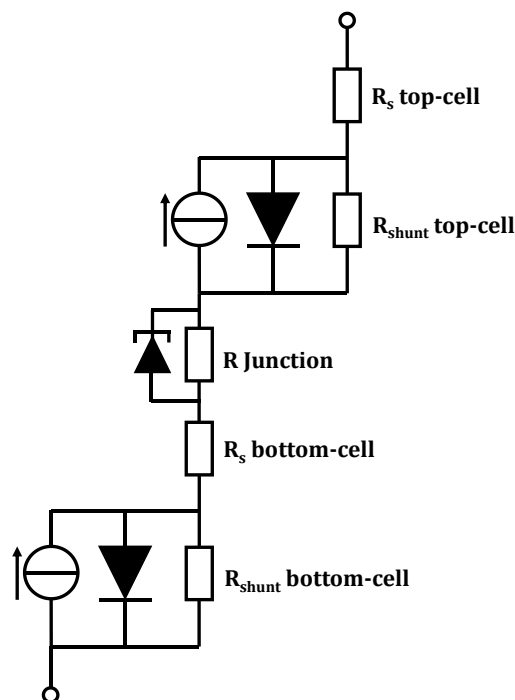 Rs top-cell
Rshunt top-cell
R Junction
Rs bottom-cell
Rshunt bottom-cell